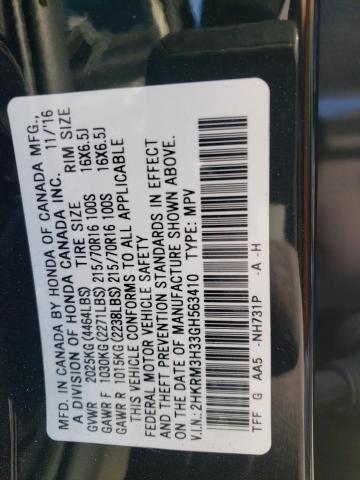 MFD. IN CANADA BY HONDA OF CANADA MFG.,
A DIVISION OF HONDA CANADA INC. 11/16
TIRE SIZE RIM SIZE
GVWR 2025KG(4464LBS)
GAWR F 1030KG(2271LBS) 215/70R16 100S 16X6.5J
GAWR R 1015KG(2238LBS) 215/70R16 100S 16X6.5J
THIS VEHICLE CONFORMS TO ALL APPLICABLE
FEDERAL MOTOR VEHICLE SAFETY
AND THEFT PREVENTION STANDARDS IN EFFECT
ON THE DATE OF MANUFACTURE SHOWN ABOVE.
V.I.N.:2HKRM3H33GH563410 TYPE: MPV
TFF G AA5 -NH731P -A -H